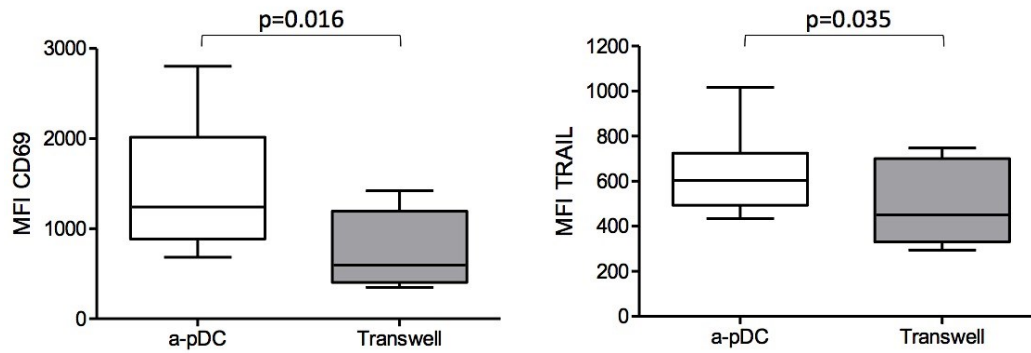 p=0.016
MFI CD69
3000
2000
1000
0
a-pDC
Transwell
p=0.035
MFI TRAIL
1200
1000
800
600
400
200
0
a-pDC
Transwell